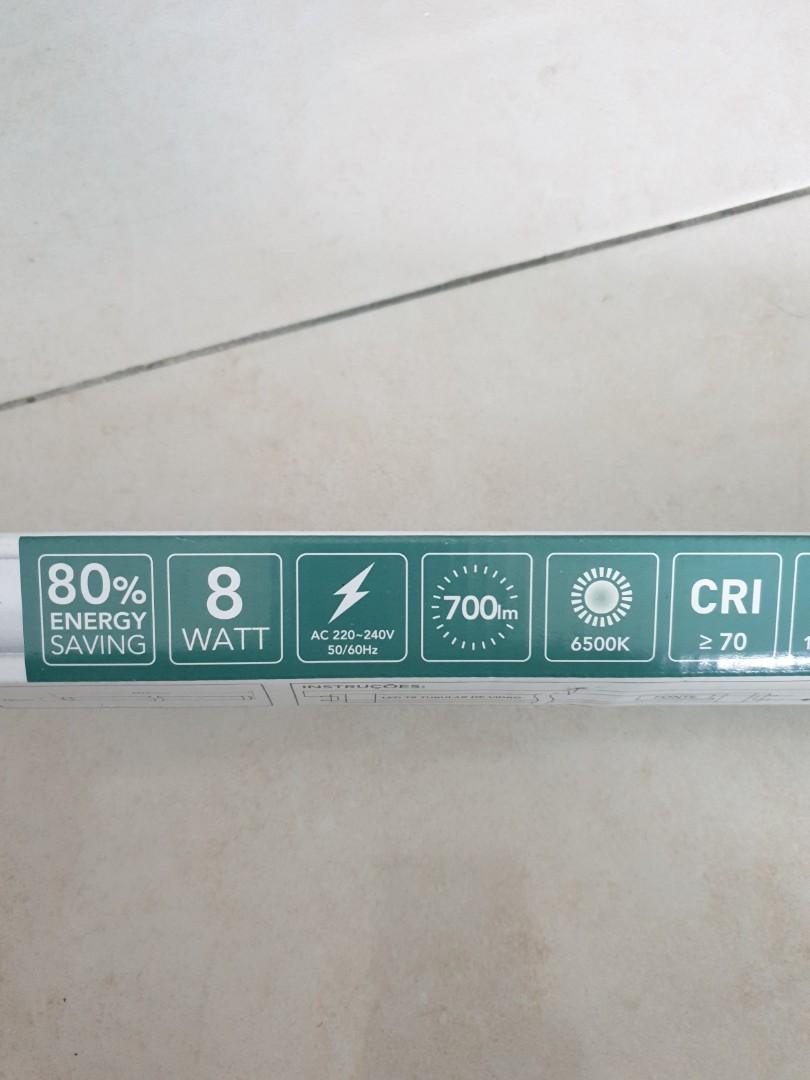 80%
ENERGY
SAVING
8
WATT
AC 220~240V
50/60Hz
700lm
6500K
CRI
≥ 70
INSTRUÇÕES: